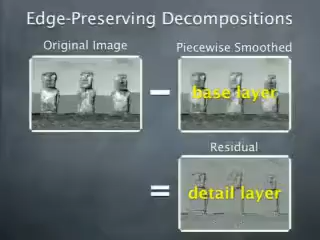 Edge-Preserving Decompositions
Original Image
Piecewise Smoothed
–
base layer
Residual
=
detail layer